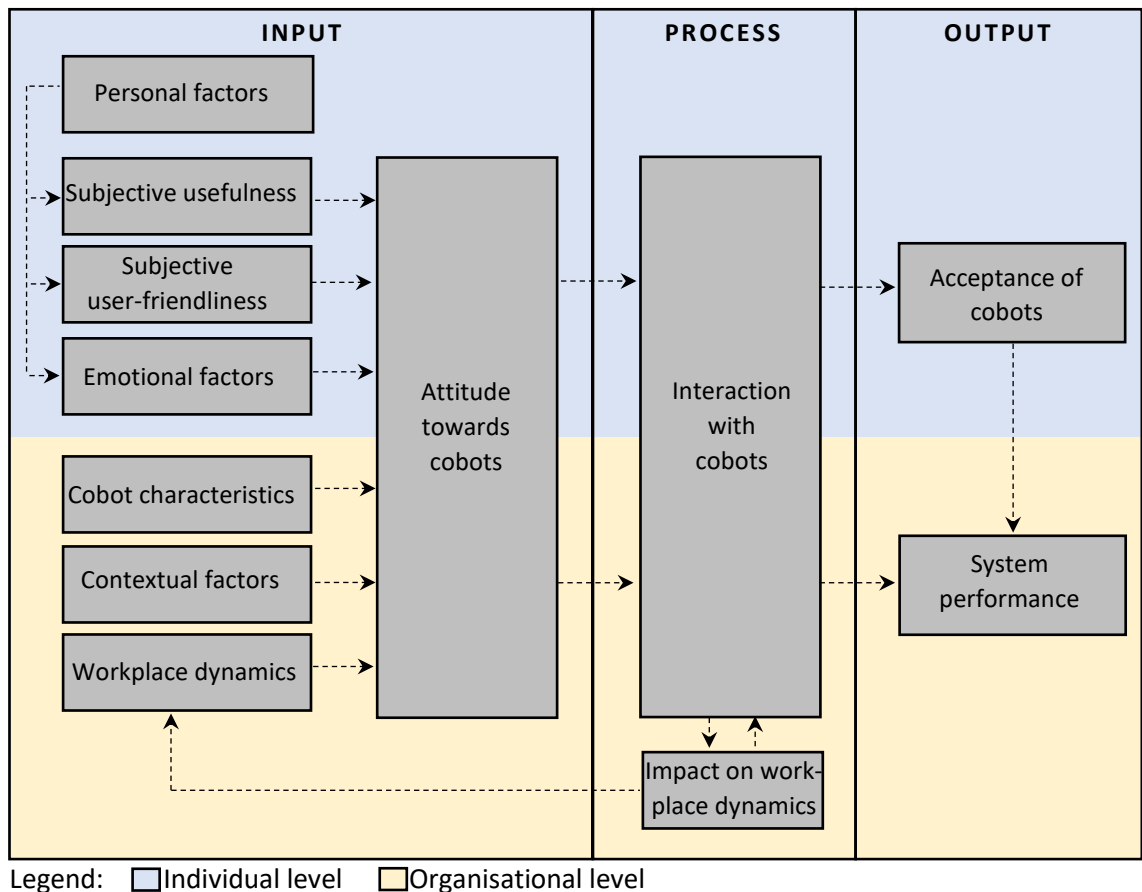 INPUT
PROCESS
OUTPUT
Personal factors
Subjective usefulness
Subjective
user-friendliness
Emotional factors
Cobot characteristics
Contextual factors
Workplace dynamics
Attitude
towards
cobots
Interaction
with
cobots
Impact on work-
place dynamics
Acceptance of
cobots
System
performance
Legend: Individual level Organisational level